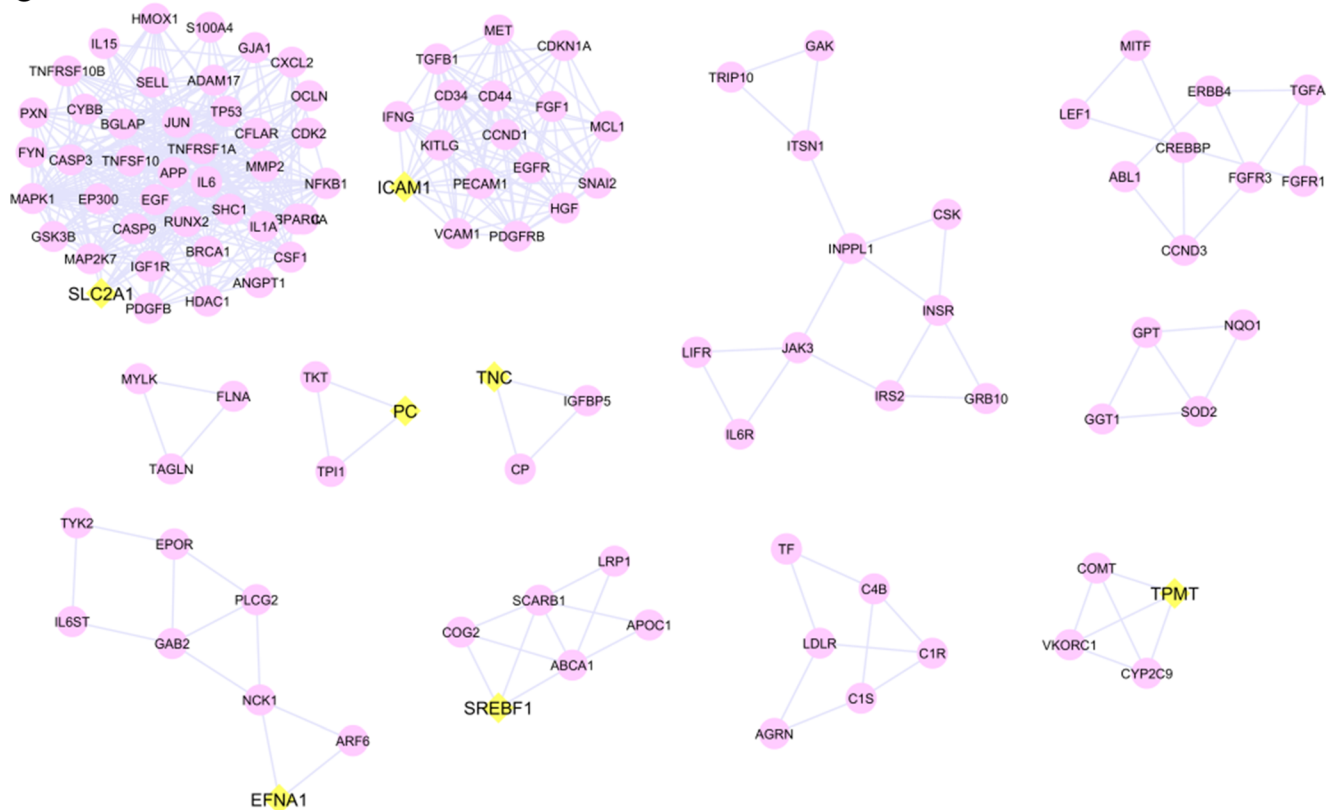 HMOX1
S100A4
IL15
GJA1
CXCL2
TNFRSF10B
SELL
ADAM17
OCLN
PXN
CYBB
BGLAP
JUN
TP53
CFLAR
CDK2
FYN
CASP3
TNFSF10
TNFRSF1A
MMP2
APP
IL6
NFKB1
MAPK1
EP300
EGF
SHC1
RUNX2
IL1A
GSK3B
CASP9
MAP2K7
IGF1R
BRCA1
CSF1
ANGPT1
SLC2A1
PDGFB
HDAC1
MET
CDKN1A
TGFB1
CD34
CD44
FGF1
IFNG
MCL1
KITLG
CCND1
EGFR
ICAM1
PECAM1
SNAI2
HGF
VCAM1
PDGFRB
GAK
TRIP10
ITSN1
CSK
INPPL1
INSR
LIFR
JAK3
IRS2
GRB10
IL6R
MITF
ERBB4
TGFA
LEF1
CREBBP
ABL1
FGFR3
FGFR1
CCND3
GPT
NQO1
GGT1
SOD2
MYLK
FLNA
TAGLN
TKT
PC
TPI1
TNC
IGFBP5
CP
TYK2
EPOR
PLCG2
IL6ST
GAB2
NCK1
ARF6
EFNA1
LRP1
SCARB1
COG2
APOC1
ABCA1
SREBF1
TF
C4B
LDLR
C1R
C1S
AGRN
COMT
TPMT
VKORC1
CYP2C9